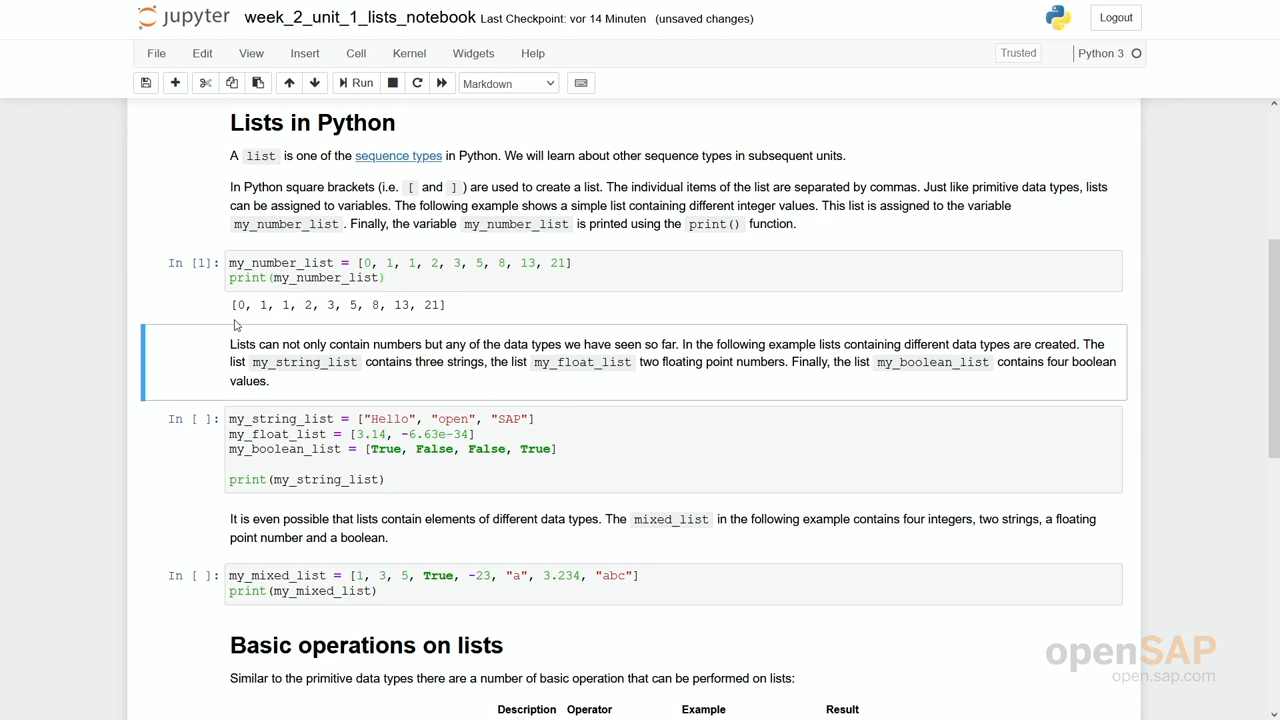 jupyter week_2_unit_1_lists_notebook Last Checkpoint: vor 14 Minuten (unsaved changes) Logout
File Edit View Insert Cell Kernel Widgets Help Trusted Python 3
Run Markdown
Lists in Python
A list is one of the sequence types in Python. We will learn about other sequence types in subsequent units.
In Python square brackets (i.e. [ and ] ) are used to create a list. The individual items of the list are separated by commas. Just like primitive data types, lists
can be assigned to variables. The following example shows a simple list containing different integer values. This list is assigned to the variable
my_number_list . Finally, the variable my_number_list is printed using the print() function.
In [1]: my_number_list = [0, 1, 1, 2, 3, 5, 8, 13, 21]
print(my_number_list)
[0, 1, 1, 2, 3, 5, 8, 13, 21]
Lists can not only contain numbers but any of the data types we have seen so far. In the following example lists containing different data types are created. The
list my_string_list contains three strings, the list my_float_list two floating point numbers. Finally, the list my_boolean_list contains four boolean
values.
In [ ]: my_string_list = ["Hello", "open", "SAP"]
my_float_list = [3.14, -6.63e-34]
my_boolean_list = [True, False, False, True]
print(my_string_list)
It is even possible that lists contain elements of different data types. The mixed_list in the following example contains four integers, two strings, a floating
point number and a boolean.
In [ ]: my_mixed_list = [1, 3, 5, True, -23, "a", 3.234, "abc"]
print(my_mixed_list)
Basic operations on lists
Similar to the primitive data types there are a number of basic operation that can be performed on lists:
Description Operator Example Result
openSAP
open.sap.com